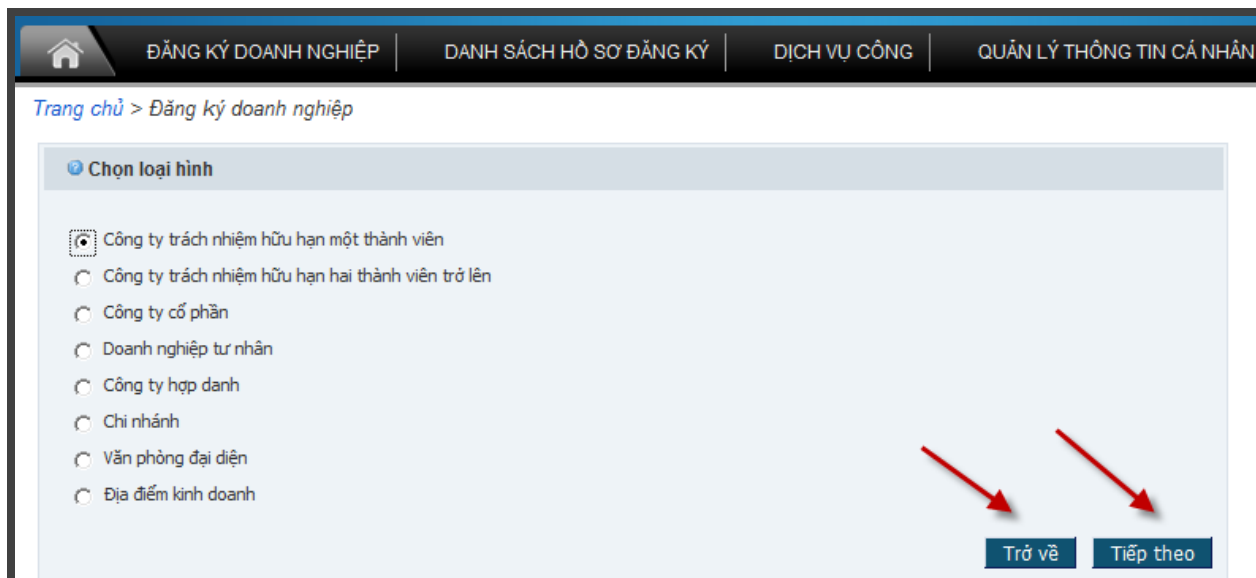 ĐĂNG KÝ DOANH NGHIỆP DANH SÁCH HỒ SƠ ĐĂNG KÝ DỊCH VỤ CÔNG QUẢN LÝ THÔNG TIN CÁ NHÂN
Trang chủ > Đăng ký doanh nghiệp
Chọn loại hình
Công ty trách nhiệm hữu hạn một thành viên
Công ty trách nhiệm hữu hạn hai thành viên trở lên
Công ty cổ phần
Doanh nghiệp tư nhân
Công ty hợp danh
Chi nhánh
Văn phòng đại diện
Địa điểm kinh doanh
Trở về Tiếp theo